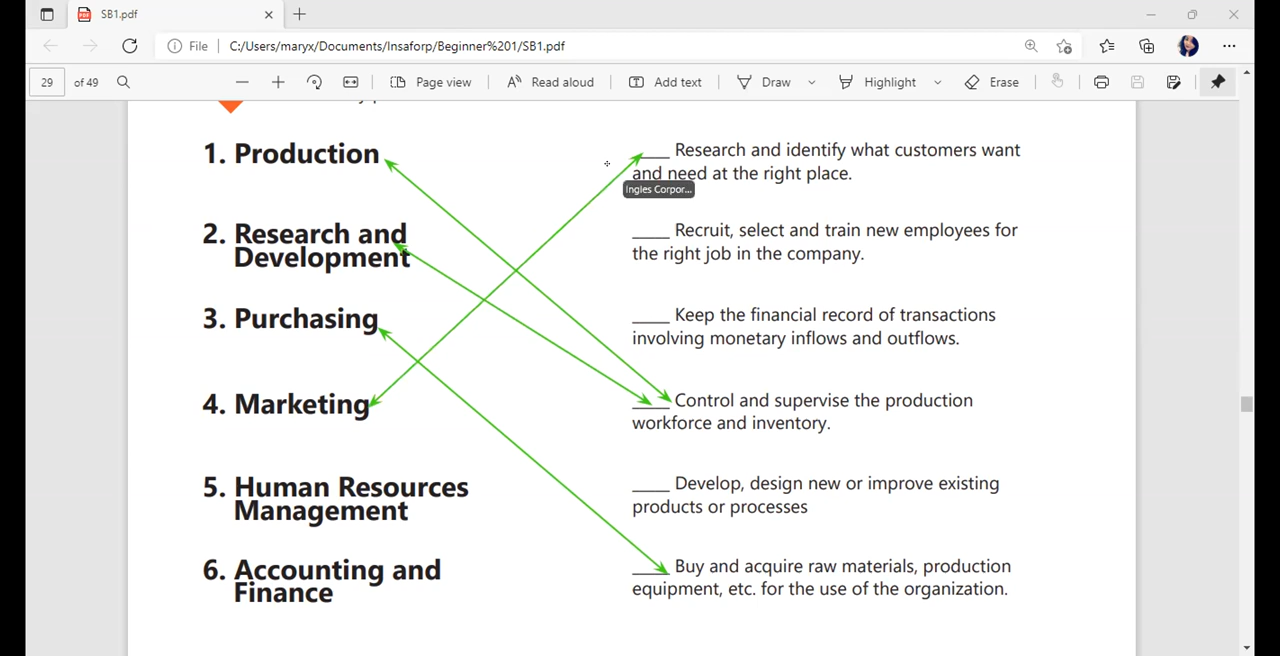 SB1.pdf
File C:/Users/maryx/Documents/Insaforp/Beginner%201/SB1.pdf
29 of 49 Page view Read aloud Add text Draw Highlight Erase
1. Production
2. Research and
Development
3. Purchasing
4. Marketing
5. Human Resources
Management
6. Accounting and
Finance
____ Research and identify what customers want
and need at the right place.
Ingles Corpor...
____ Recruit, select and train new employees for
the right job in the company.
____ Keep the financial record of transactions
involving monetary inflows and outflows.
____ Control and supervise the production
workforce and inventory.
____ Develop, design new or improve existing
products or processes
____ Buy and acquire raw materials, production
equipment, etc. for the use of the organization.